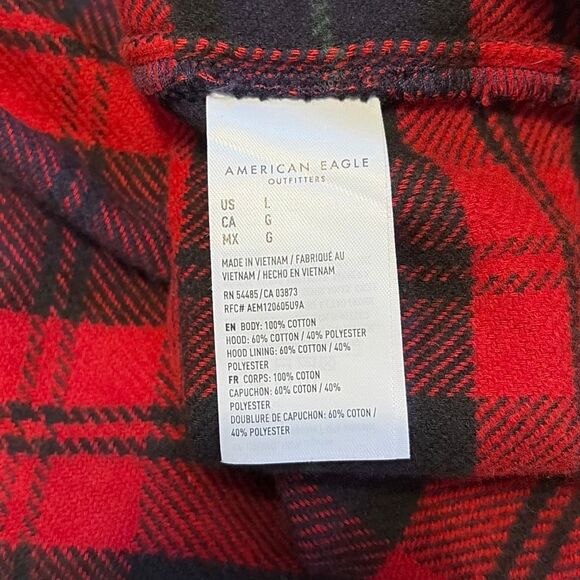 AMERICAN EAGLE
OUTFITTERS
US L
CA G
MX G
MADE IN VIETNAM / FABRIQUÉ AU
VIETNAM / HECHO EN VIETNAM
RN 54485/CA 03873
RFC# AEM120605U9A
EN BODY: 100% COTTON
HOOD: 60% COTTON / 40% POLYESTER
HOOD LINING: 60% COTTON / 40%
POLYESTER
FR CORPS: 100% COTON
CAPUCHON: 60% COTON / 40%
POLYESTER
DOUBLURE DE CAPUCHON: 60% COTON /
40% POLYESTER